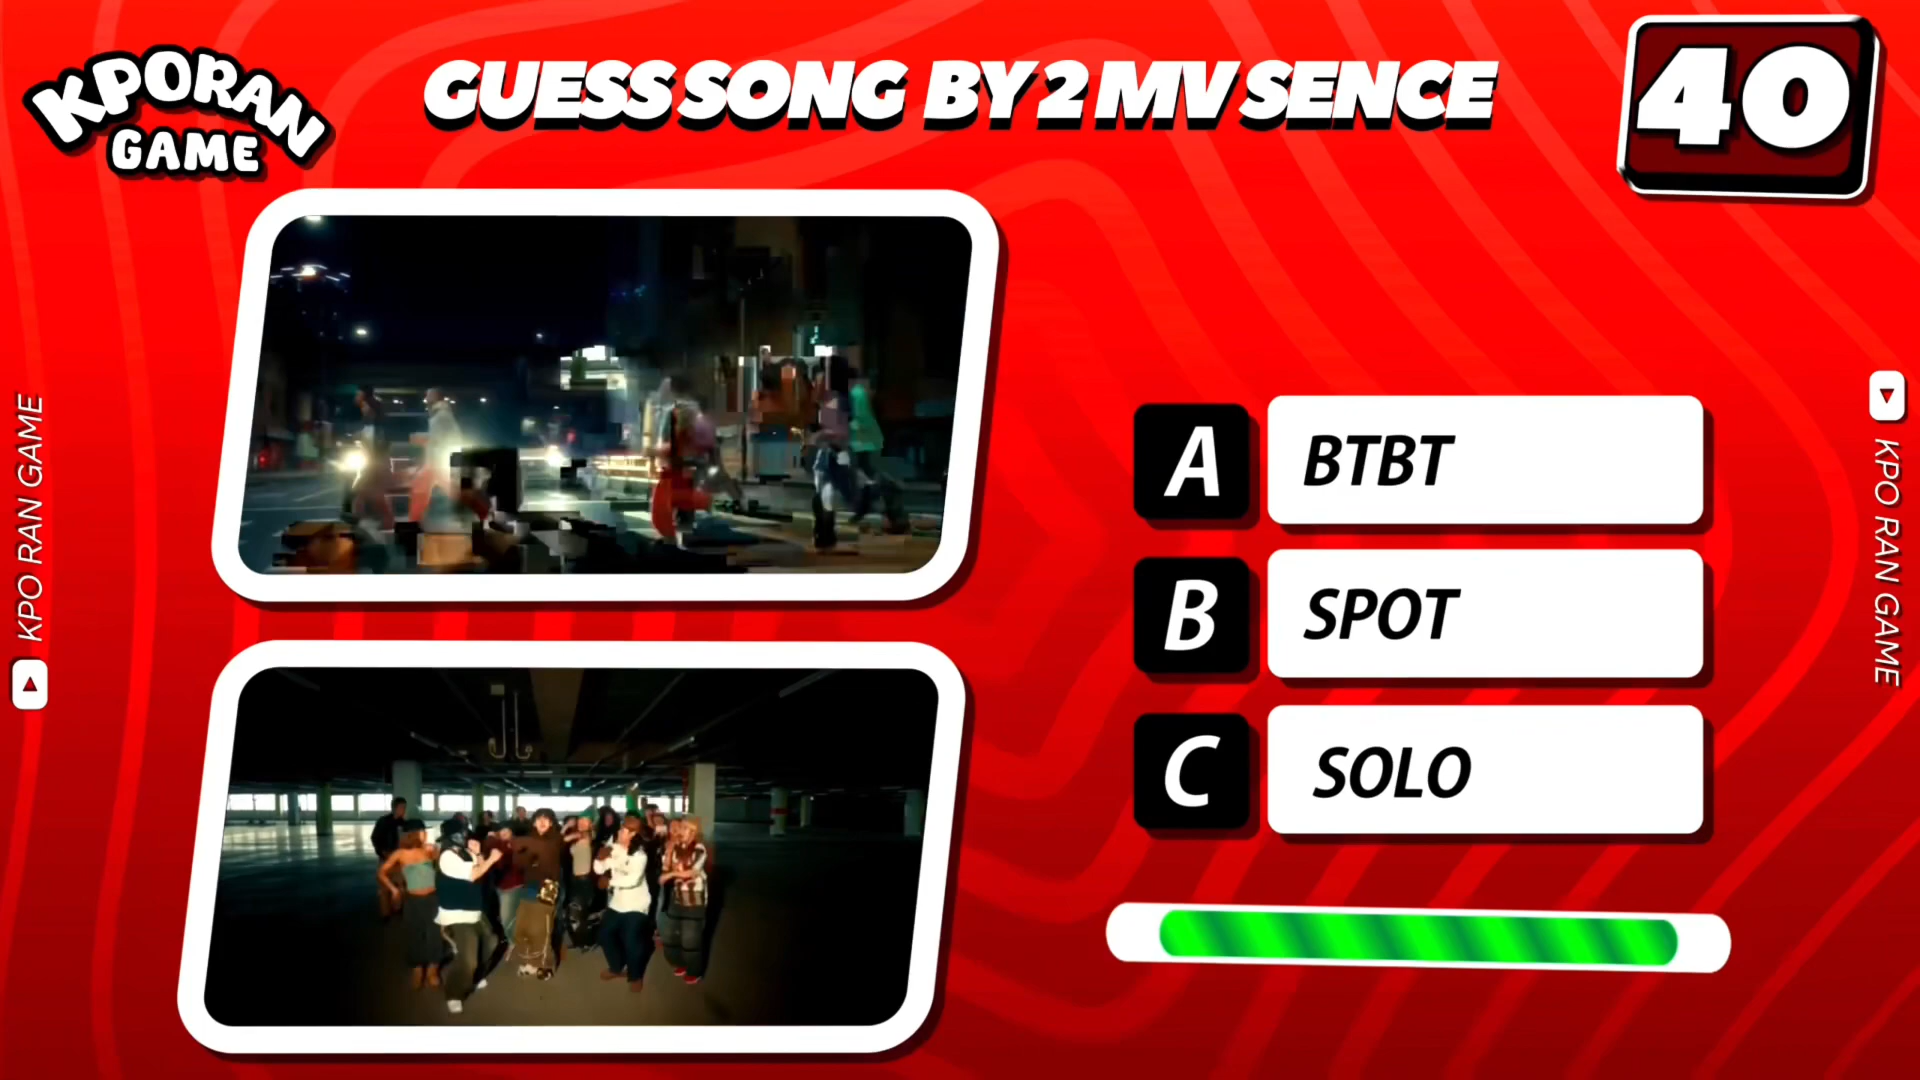 KPORAN
GAME
GUESS SONG BY 2 MV SENCE
40
KPO RAN GAME
A
BTBT
B
SPOT
C
SOLO
KPO RAN GAME